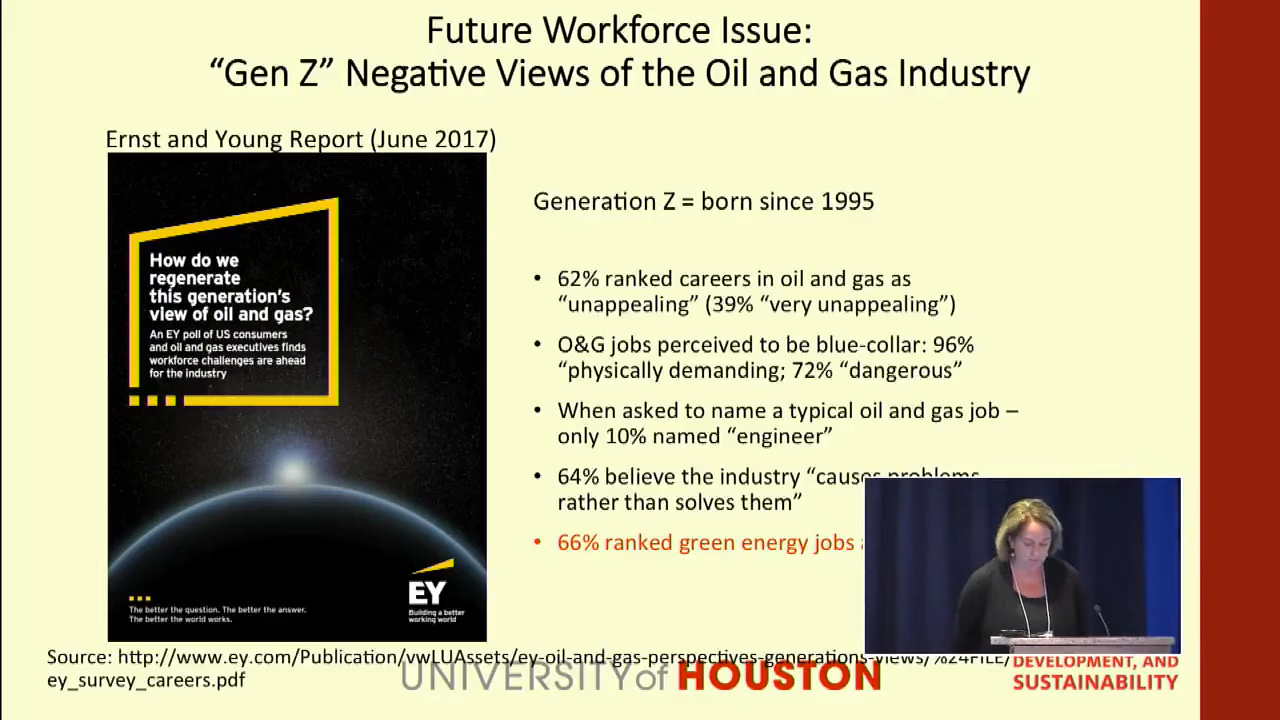 Future Workforce Issue:
“Gen Z” Negative Views of the Oil and Gas Industry
Ernst and Young Report (June 2017)
How do we
regenerate
this generation’s
view of oil and gas?
An EY poll of US consumers
and oil and gas executives finds
workforce challenges are ahead
for the industry
EY
Building a better
working world
The better the question. The better the answer.
The better the world works.
Generation Z = born since 1995
• 62% ranked careers in oil and gas as
“unappealing” (39% “very unappealing”)
• O&G jobs perceived to be blue-collar: 96%
“physically demanding; 72% “dangerous”
• When asked to name a typical oil and gas job –
only 10% named “engineer”
• 64% believe the industry “causes problems
rather than solves them”
• 66% ranked green energy jobs
Source: http://www.ey.com/Publication/vwLUAssets/ey-oil-and-gas-perspectives-generations-views/%24FILE/
ey_survey_careers.pdf
UNIVERSITY of HOUSTON
DEVELOPMENT, AND
SUSTAINABILITY